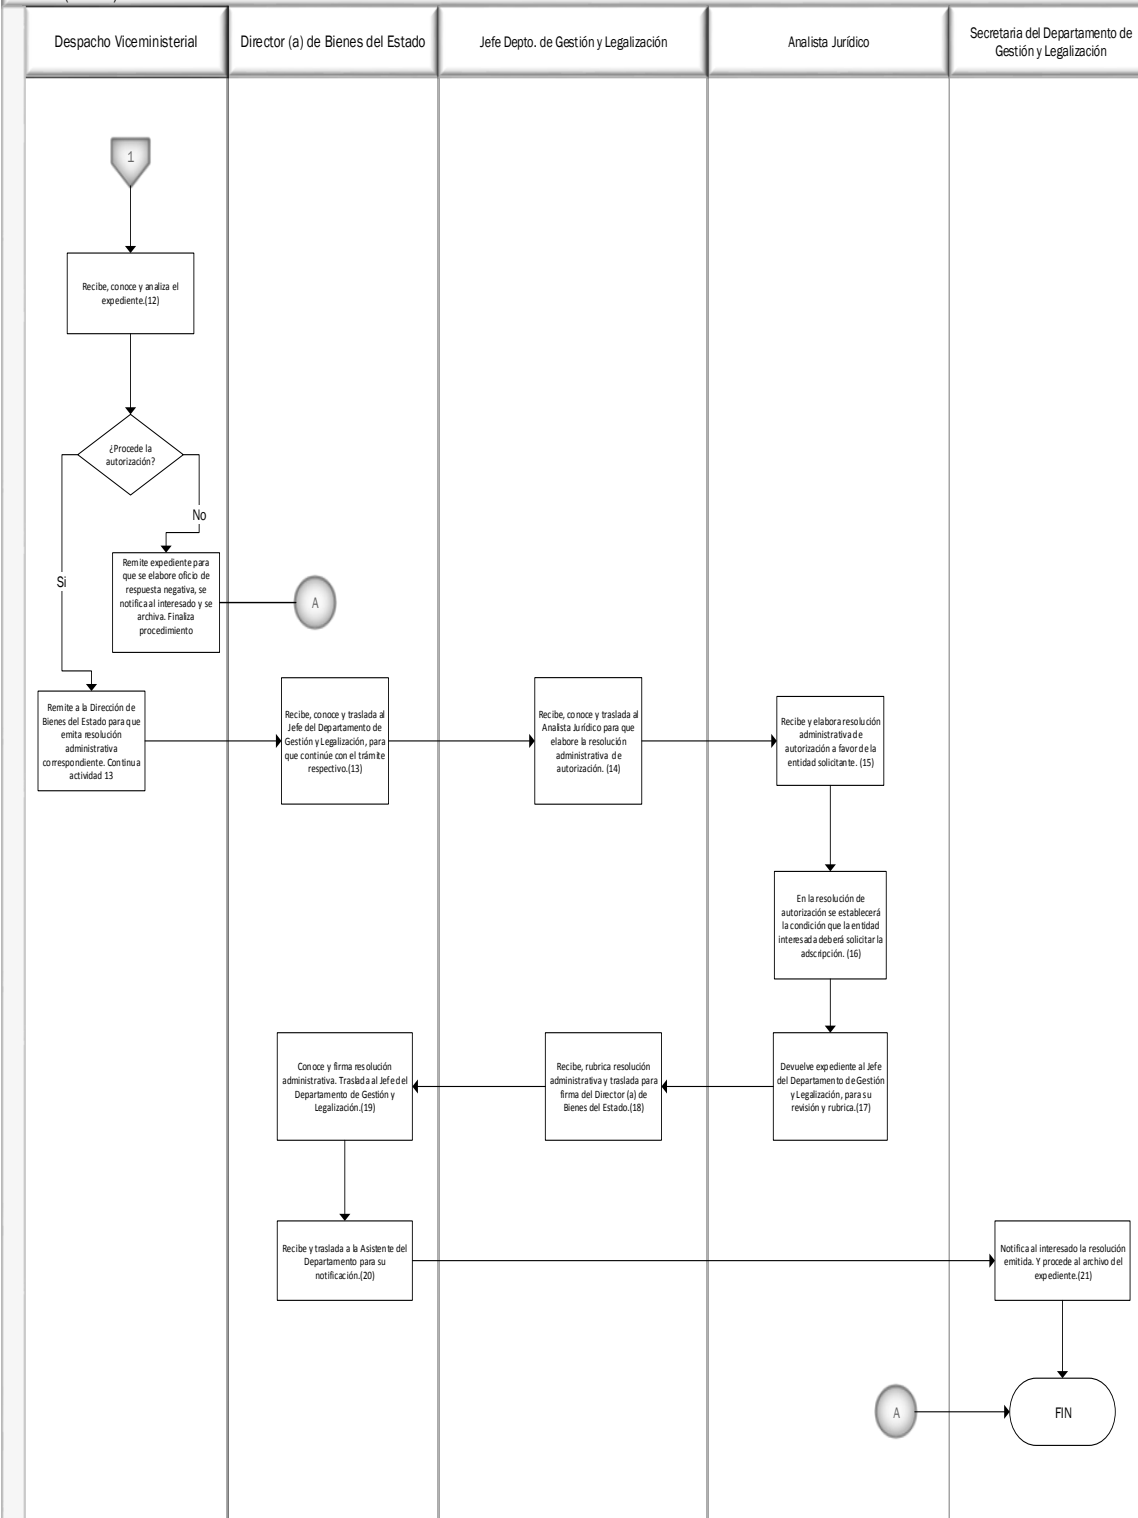 Despacho Viceministerial
Director (a) de Bienes del Estado
Jefe Depto. de Gestión y Legalización
Analista Jurídico
Secretaria del Departamento de
Gestión y Legalización
1
Recibe, conoce y analiza el
expediente.(12)
¿Procede la
autorización?
No
Si
Remite expediente para
que se elabore oficio de
respuesta negativa, se
notifica al interesado y se
archiva. Finaliza
procedimiento
A
Remite a la Dirección de
Bienes del Estado para que
emita resolución
administrativa
correspondiente. Continua
actividad 13
Recibe, conoce y traslada al
Jefe del Departamento de
Gestión y Legalización, para
que continúe con el trámite
respectivo.(13)
Recibe, conoce y traslada al
Analista Jurídico para que
elabore la resolución
administrativa de
autorización. (14)
Recibe y elabora resolución
administrativa de
autorización a favor de la
entidad solicitante. (15)
En la resolución de
autorización se establecerá
la condición que la entidad
interesada deberá solicitar la
adscripción. (16)
Conoce y firma resolución
administrativa. Traslada al Jefe del
Departamento de Gestión y
Legalización.(19)
Recibe, rubrica resolución
administrativa y traslada para
firma del Director (a) de
Bienes del Estado.(18)
Devuelve expediente al Jefe
del Departamento de Gestión
y Legalización, para su
revisión y rubrica.(17)
Recibe y traslada a la Asistente del
Departamento para su
notificación.(20)
Notifica al interesado la resolución
emitida. Y procede al archivo del
expediente.(21)
A
FIN